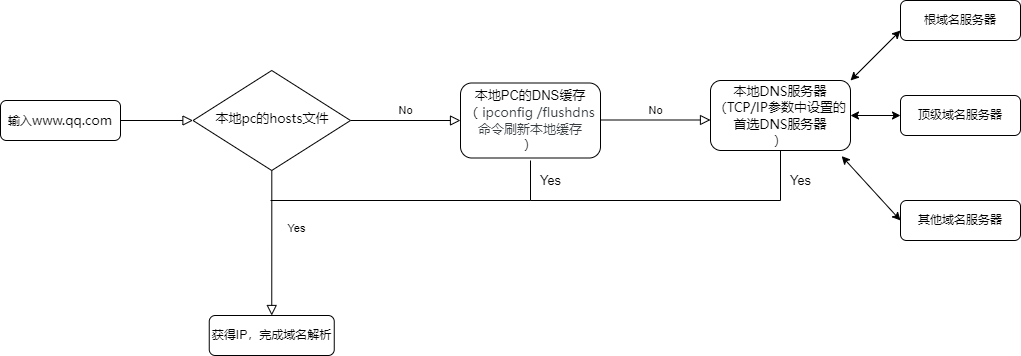 输入www.qq.com
本地pc的hosts文件
No
本地PC的DNS缓存
（ ipconfig /flushdns
命令刷新本地缓存
）
No
本地DNS服务器
（TCP/IP参数中设置的
首选DNS服务器
）
根域名服务器
顶级域名服务器
其他域名服务器
Yes
Yes
Yes
获得IP，完成域名解析